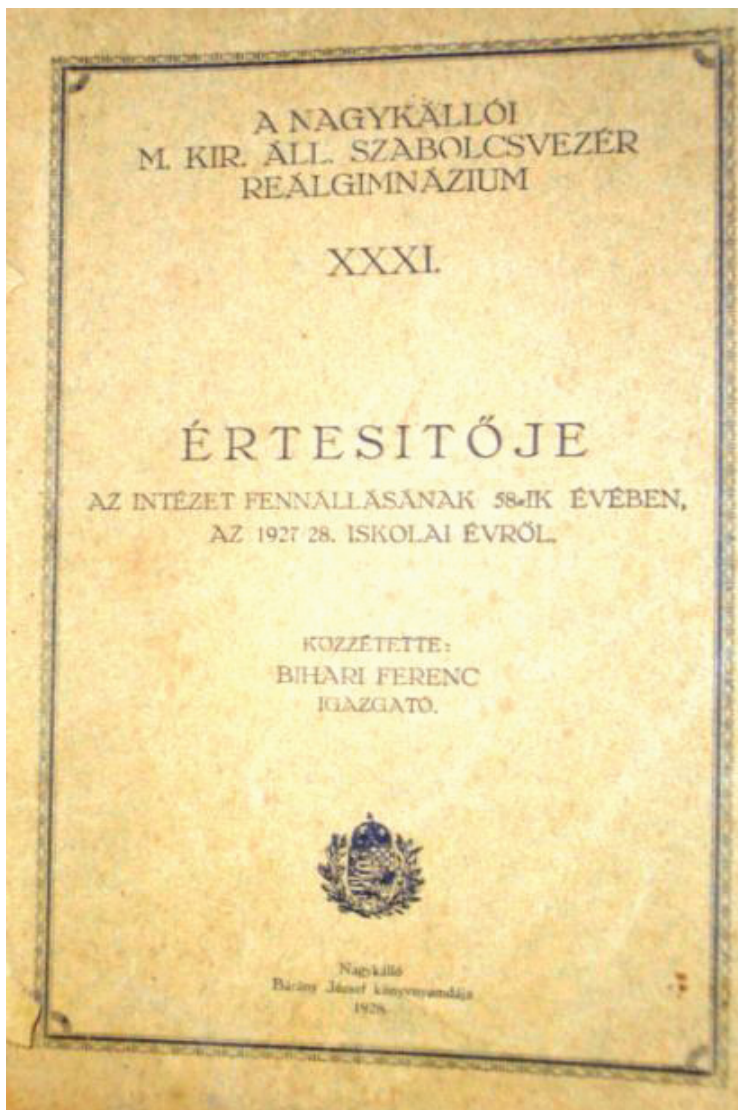 A NAGYKÁLLÓI
M. KIR. ÁLL. SZABOLCSVEZÉR
REÁLGIMNÁZIUM
XXXI.
ÉRTESITŐJE
AZ INTÉZET FENNÁLLÁSÁNAK 58-IK ÉVÉBEN,
AZ 1927-28. ISKOLAI ÉVRŐL.
KÖZZÉTETTE:
BIHARI FERENC
IGAZGATÓ.
Nagykálló
Bárány József könyvnyomdája
1928.